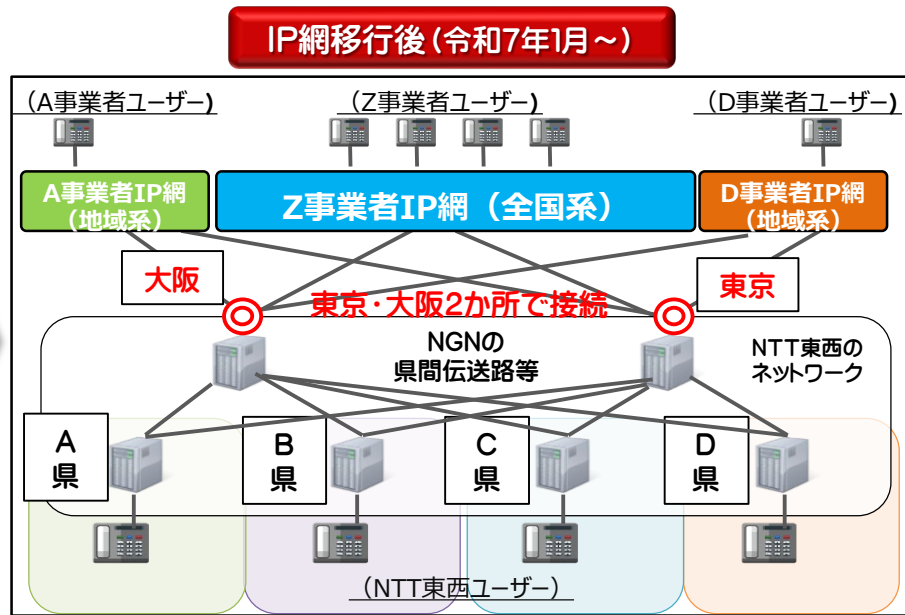 IP網移行後(令和7年1月～)
(A事業者ユーザー)
(Z事業者ユーザー)
(D事業者ユーザー)
A事業者IP網
(地域系)
Z事業者IP網（全国系）
D事業者IP網
(地域系)
大阪
東京
東京・大阪2か所で接続
NGNの
県間伝送路等
NTT東西の
ネットワーク
A
県
B
県
C
県
D
県
(NTT東西ユーザー)